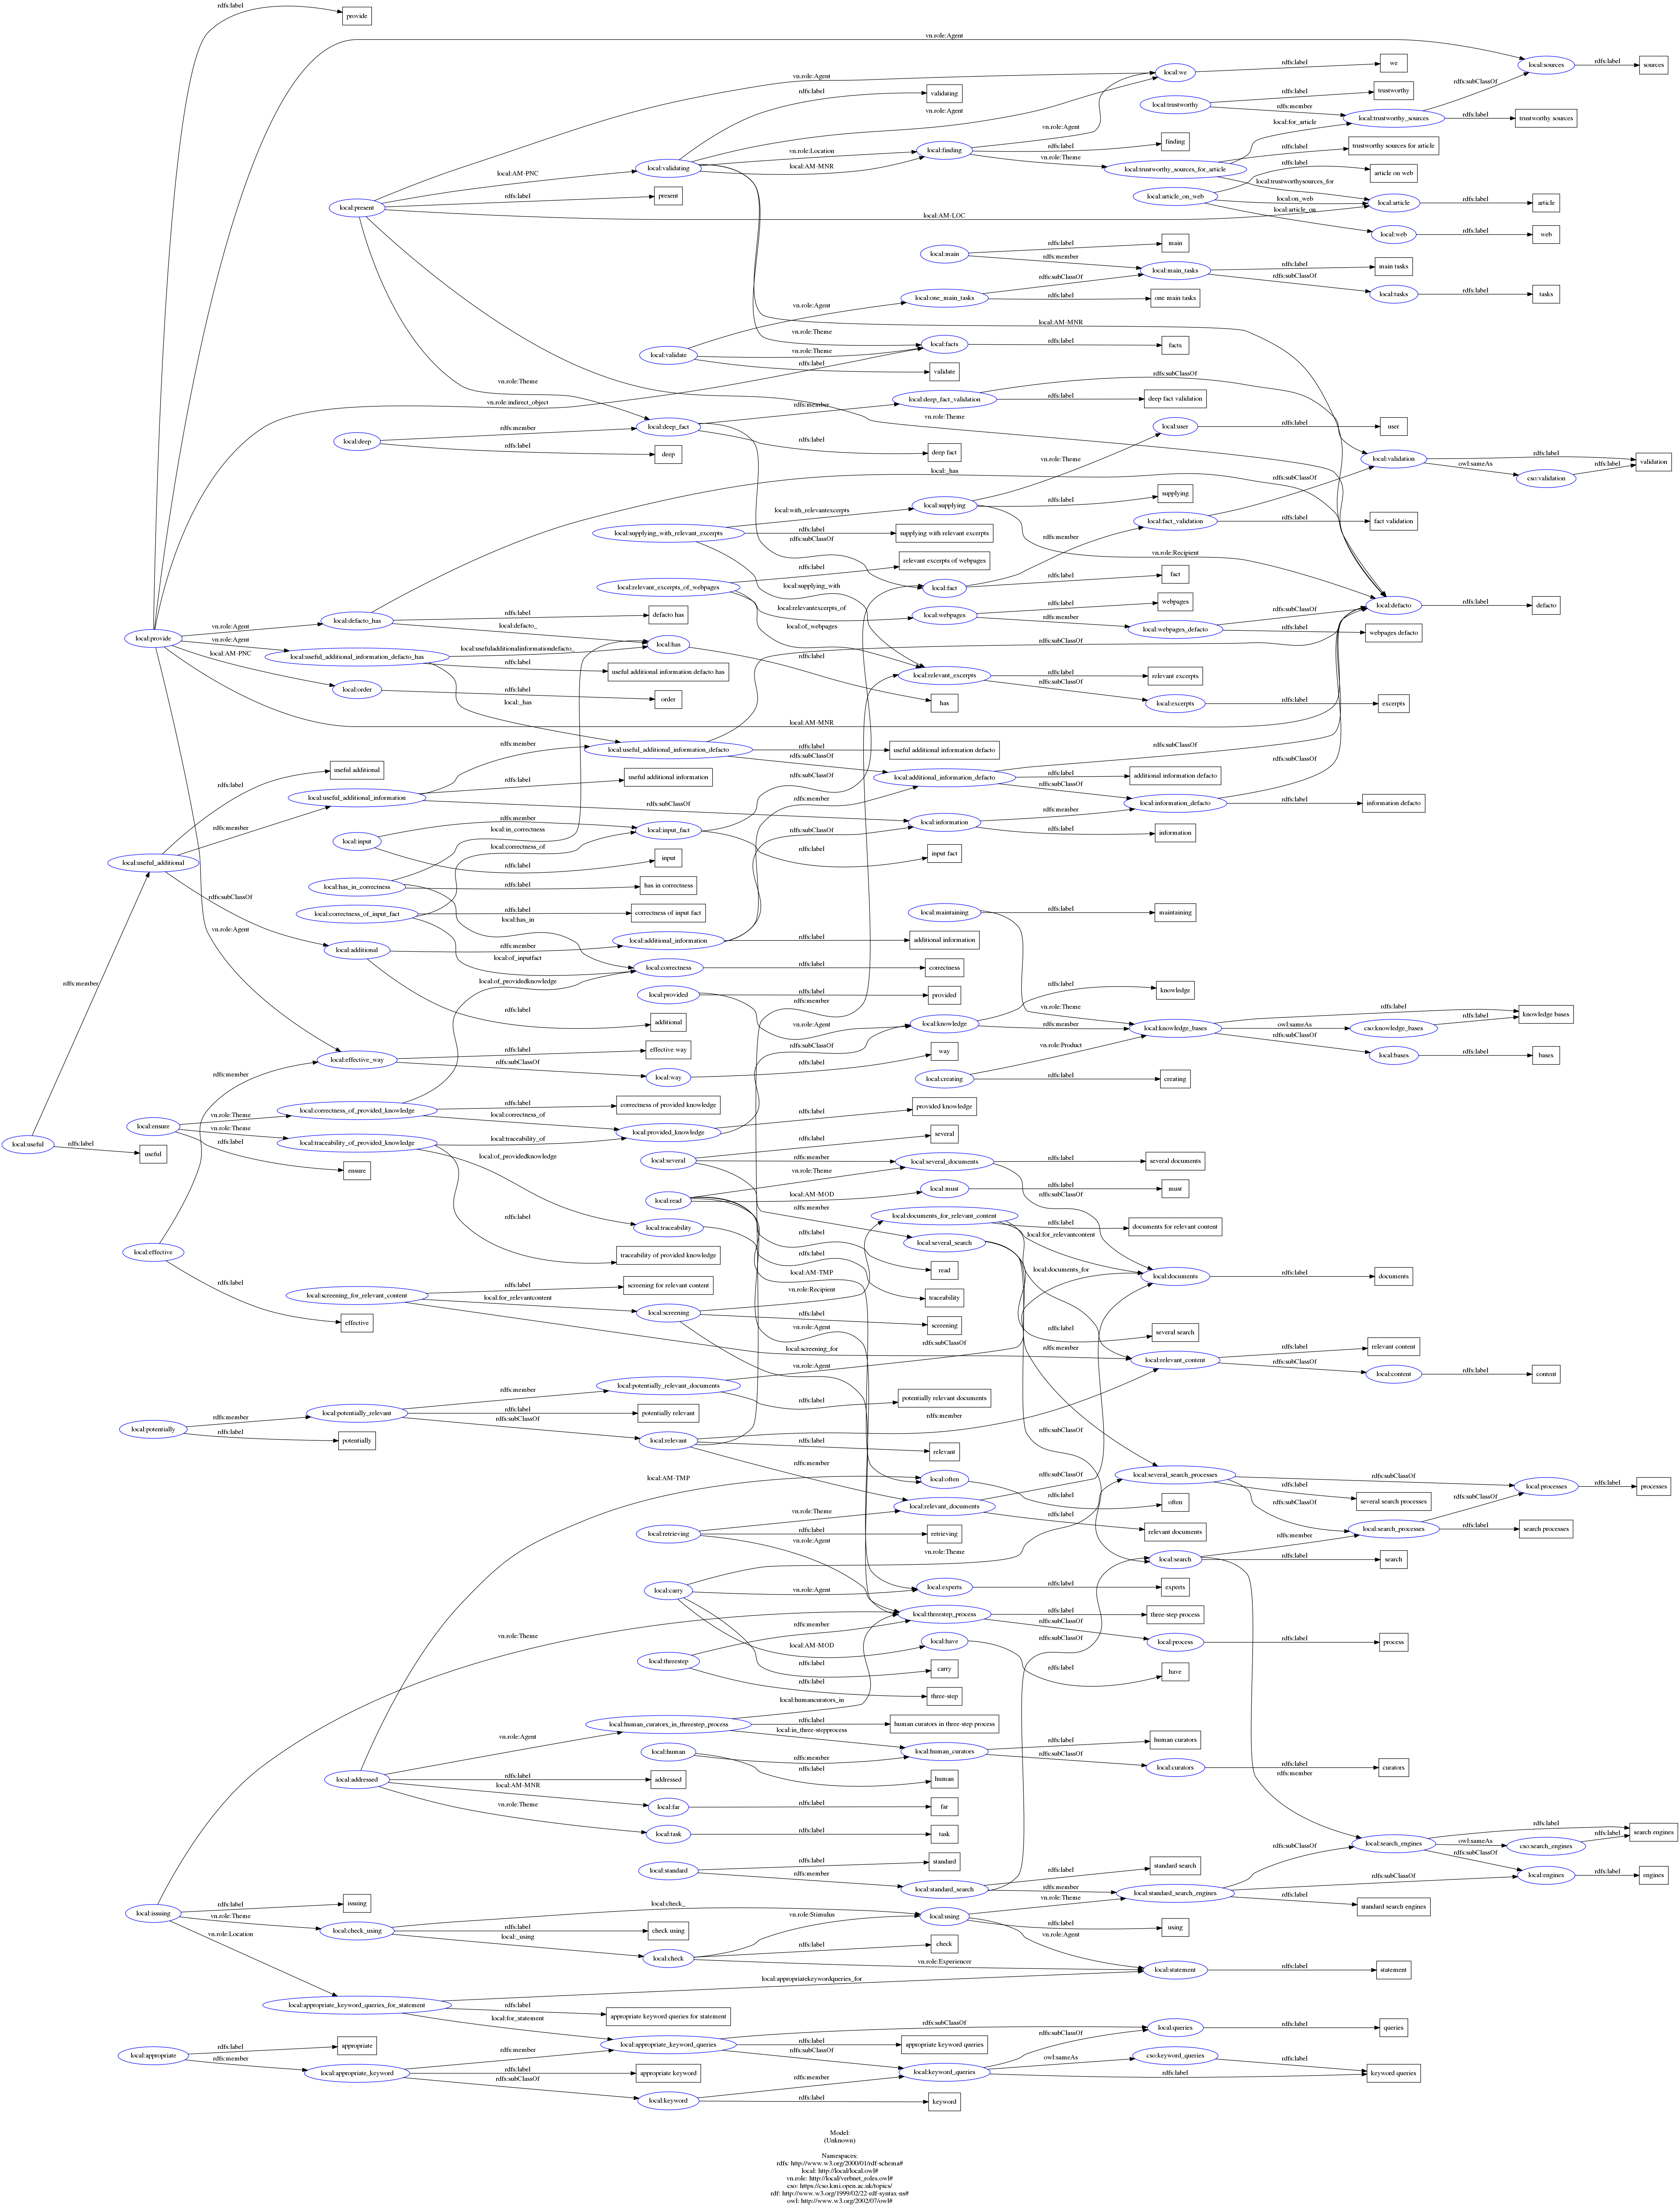 rdfs:label
provide
vn.role:Agent
local:sources
rdfs:label
sources
rdfs:subClassOf
vn.role:Agent
local:we
rdfs:label
we
rdfs:label
validating
local:trustworthy
rdfs:label
trustworthy
rdfs:member
local:trustworthy_sources
rdfs:label
trustworthy sources
vn.role:Agent
vn.role:Agent
local:for_article
local:finding
rdfs:label
finding
trustworthy sources for article
rdfs:label
vn.role:Location
local:validating
local:AM-MNR
vn.role:Theme
local:trustworthy_sources_for_article
rdfs:label
article on web
local:AM-PNC
local:trustworthysources_for
local:present
rdfs:label
present
local:article_on_web
local:on_web
local:article
rdfs:label
article
local:AM-LOC
local:article_on
local:web
rdfs:label
web
local:main
rdfs:label
main
rdfs:member
local:main_tasks
rdfs:label
main tasks
rdfs:subClassOf
rdfs:subClassOf
local:tasks
rdfs:label
tasks
local:one_main_tasks
rdfs:label
one main tasks
vn.role:Agent
local:AM-MNR
vn.role:Theme
local:validate
vn.role:Theme
local:facts
rdfs:label
facts
rdfs:label
validate
vn.role:Theme
rdfs:subClassOf
vn.role:indirect_object
rdfs:member
local:deep_fact_validation
rdfs:label
deep fact validation
vn.role:Theme
local:deep
rdfs:member
local:deep_fact
rdfs:label
deep
rdfs:label
deep fact
local:user
rdfs:label
user
vn.role:Theme
local:validation
rdfs:label
validation
owl:sameAs
cso:validation
rdfs:label
local:_has
rdfs:subClassOf
local:supplying
rdfs:label
supplying
local:with_relevantexcerpts
local:supplying_with_relevant_excerpts
rdfs:label
supplying with relevant excerpts
rdfs:subClassOf
local:fact_validation
rdfs:label
fact validation
rdfs:member
vn.role:Recipient
rdfs:label
relevant excerpts of webpages
local:relevant_excerpts_of_webpages
local:supplying_with
local:fact
rdfs:label
fact
local:relevantexcerpts_of
local:webpages
rdfs:label
webpages
rdfs:member
local:webpages_defacto
rdfs:subClassOf
rdfs:label
webpages defacto
local:defacto
rdfs:label
defacto
local:of_webpages
local:provide
vn.role:Agent
local:defacto_has
rdfs:label
defacto has
local:defacto_
vn.role:Agent
local:useful_additional_information_defacto_has
local:usefuladditionalinformationdefacto_
local:has
rdfs:label
useful additional information defacto has
rdfs:label
has
local:AM-PNC
local:order
rdfs:label
order
local:_has
rdfs:subClassOf
local:relevant_excerpts
rdfs:label
relevant excerpts
rdfs:subClassOf
local:excerpts
rdfs:label
excerpts
local:AM-MNR
rdfs:member
local:useful_additional_information_defacto
rdfs:label
useful additional information defacto
rdfs:subClassOf
rdfs:subClassOf
rdfs:label
useful additional
rdfs:label
useful additional information
local:useful_additional_information
rdfs:subClassOf
rdfs:subClassOf
local:additional_information_defacto
rdfs:label
additional information defacto
rdfs:subClassOf
rdfs:subClassOf
local:information_defacto
rdfs:label
information defacto
rdfs:member
rdfs:member
rdfs:member
local:information
rdfs:member
rdfs:label
information
local:input
rdfs:member
local:input_fact
rdfs:subClassOf
local:in_correctness
local:correctness_of
rdfs:label
input
rdfs:label
input fact
local:useful_additional
local:has_in_correctness
rdfs:label
has in correctness
local:correctness_of_input_fact
rdfs:label
correctness of input fact
local:has_in
rdfs:subClassOf
vn.role:Agent
local:additional
rdfs:member
local:additional_information
rdfs:label
additional information
local:of_inputfact
local:correctness
rdfs:label
correctness
local:maintaining
rdfs:label
maintaining
local:of_providedknowledge
rdfs:member
local:provided
rdfs:label
provided
rdfs:member
rdfs:label
additional
rdfs:label
knowledge
vn.role:Theme
vn.role:Agent
local:knowledge
rdfs:member
local:knowledge_bases
rdfs:label
knowledge bases
owl:sameAs
cso:knowledge_bases
rdfs:label
rdfs:subClassOf
local:bases
rdfs:label
bases
vn.role:Product
local:creating
rdfs:label
creating
rdfs:label
effective way
local:effective_way
rdfs:subClassOf
local:way
rdfs:label
way
rdfs:subClassOf
rdfs:member
local:correctness_of_provided_knowledge
rdfs:label
correctness of provided knowledge
local:correctness_of
local:ensure
vn.role:Theme
vn.role:Theme
rdfs:label
local:provided_knowledge
rdfs:label
provided knowledge
local:traceability_of_provided_knowledge
local:traceability_of
local:useful
rdfs:label
useful
ensure
local:of_providedknowledge
rdfs:label
several
local:several
rdfs:member
local:several_documents
rdfs:label
several documents
vn.role:Theme
local:read
local:AM-MOD
local:must
rdfs:label
must
rdfs:subClassOf
rdfs:member
local:documents_for_relevant_content
rdfs:label
documents for relevant content
local:for_relevantcontent
rdfs:label
local:traceability
rdfs:label
local:several_search
rdfs:label
traceability of provided knowledge
local:effective
local:documents_for
read
local:AM-TMP
local:documents
rdfs:label
documents
local:screening_for_relevant_content
rdfs:label
screening for relevant content
local:for_relevantcontent
vn.role:Recipient
traceability
local:screening
rdfs:label
screening
rdfs:label
effective
vn.role:Agent
rdfs:label
several search
rdfs:subClassOf
local:screening_for
rdfs:member
local:relevant_content
rdfs:label
relevant content
rdfs:subClassOf
local:content
rdfs:label
content
vn.role:Agent
local:potentially_relevant_documents
rdfs:label
potentially relevant documents
rdfs:member
local:potentially
rdfs:member
local:potentially_relevant
rdfs:label
potentially relevant
rdfs:subClassOf
rdfs:label
potentially
local:relevant
rdfs:member
rdfs:label
relevant
rdfs:subClassOf
rdfs:member
local:AM-TMP
local:often
rdfs:label
often
rdfs:subClassOf
local:several_search_processes
rdfs:subClassOf
local:processes
rdfs:label
processes
rdfs:label
several search processes
rdfs:subClassOf
rdfs:subClassOf
local:search_processes
rdfs:label
search processes
vn.role:Theme
local:relevant_documents
rdfs:label
relevant documents
local:retrieving
rdfs:label
retrieving
vn.role:Agent
rdfs:member
vn.role:Theme
local:search
rdfs:label
search
local:carry
vn.role:Agent
local:experts
rdfs:label
experts
rdfs:member
local:threestep_process
rdfs:label
three-step process
rdfs:subClassOf
vn.role:Theme
local:AM-MOD
local:have
rdfs:subClassOf
local:process
rdfs:label
process
local:threestep
rdfs:label
carry
rdfs:label
have
rdfs:label
three-step
local:humancurators_in
local:human_curators_in_threestep_process
rdfs:label
human curators in three-step process
local:in_three-stepprocess
vn.role:Agent
local:human
rdfs:member
local:human_curators
rdfs:label
human curators
rdfs:subClassOf
local:curators
rdfs:label
curators
rdfs:member
rdfs:label
human
local:addressed
rdfs:label
addressed
local:AM-MNR
local:far
rdfs:label
far
vn.role:Theme
local:task
rdfs:label
task
rdfs:label
search engines
local:search_engines
owl:sameAs
cso:search_engines
rdfs:label
rdfs:subClassOf
rdfs:subClassOf
local:standard
rdfs:label
standard
rdfs:member
local:standard_search
rdfs:label
standard search
rdfs:member
local:standard_search_engines
rdfs:subClassOf
local:engines
rdfs:label
engines
rdfs:label
standard search engines
local:issuing
rdfs:label
issuing
vn.role:Theme
local:check_using
local:check_
rdfs:label
check using
local:_using
vn.role:Stimulus
local:using
vn.role:Theme
rdfs:label
using
vn.role:Agent
vn.role:Location
local:check
rdfs:label
check
vn.role:Experiencer
local:statement
rdfs:label
statement
local:appropriatekeywordqueries_for
local:appropriate_keyword_queries_for_statement
rdfs:label
appropriate keyword queries for statement
local:for_statement
rdfs:subClassOf
local:queries
rdfs:label
queries
rdfs:subClassOf
local:appropriate
rdfs:label
appropriate
rdfs:member
local:appropriate_keyword
rdfs:member
local:appropriate_keyword_queries
rdfs:label
appropriate keyword queries
rdfs:subClassOf
rdfs:label
appropriate keyword
rdfs:subClassOf
local:keyword
rdfs:member
local:keyword_queries
owl:sameAs
cso:keyword_queries
rdfs:label
rdfs:label
keyword queries
rdfs:label
keyword
Model:
(Unknown)
Namespaces:
rdfs: http://www.w3.org/2000/01/rdf-schema#
local: http://local/local.owl#
vn.role: http://local/verbnet_roles.owl#
cso: https://cso.kmi.open.ac.uk/topics/
rdf: http://www.w3.org/1999/02/22-rdf-syntax-ns#
owl: http://www.w3.org/2002/07/owl#